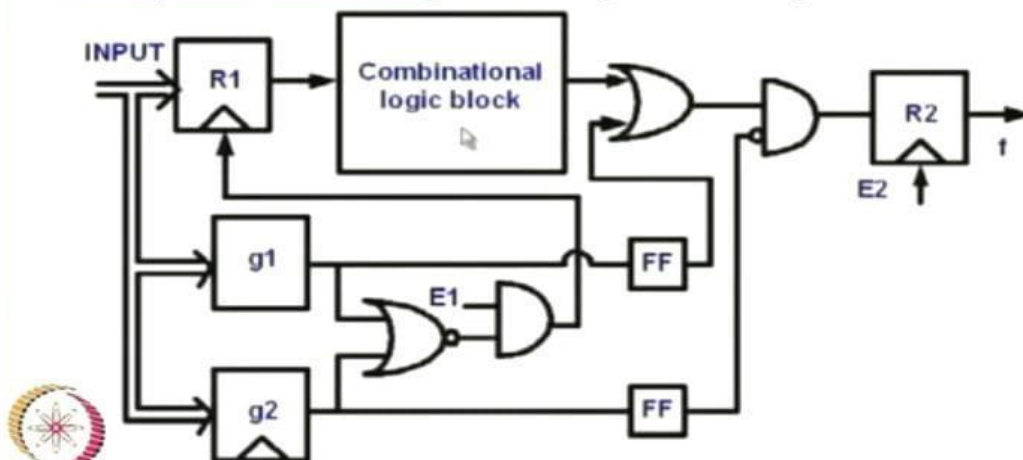 INPUT
R1
Combinational
logic block
R2
f
E2
g1
FF
E1
g2
FF